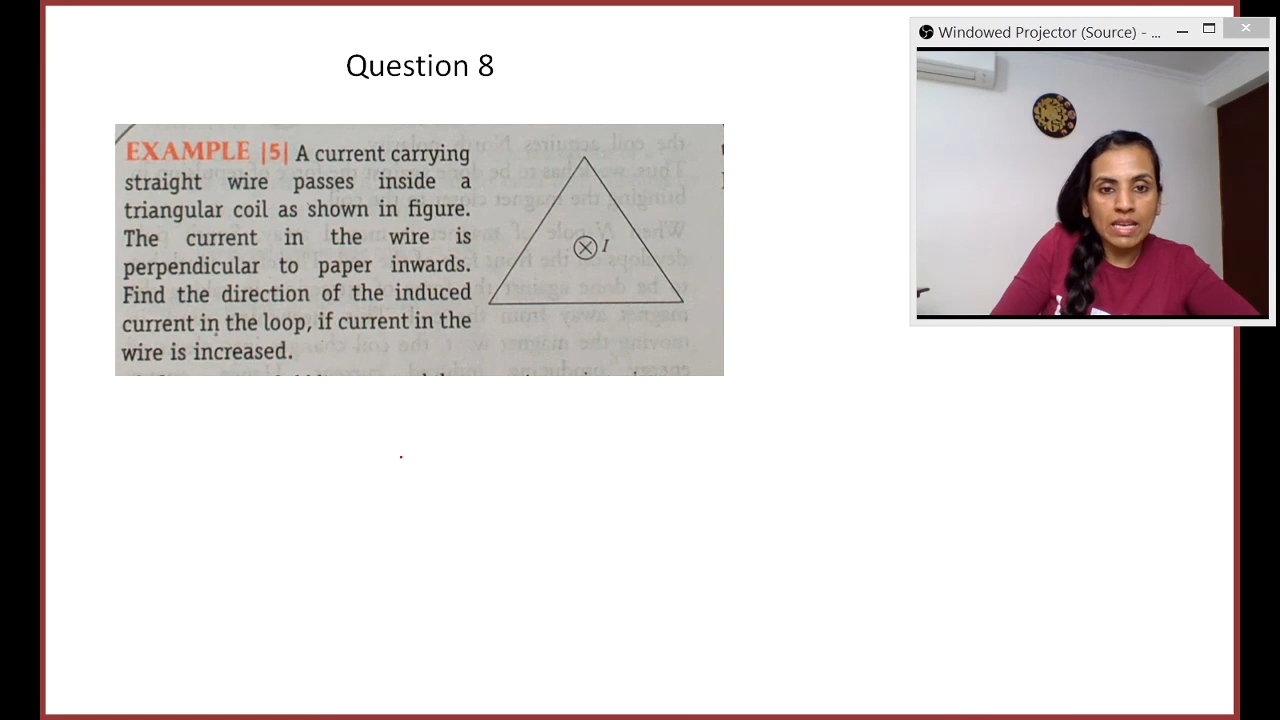 Question 8
Windowed Projector (Source) - ...
EXAMPLE |5| A current carrying
straight wire passes inside a
triangular coil as shown in figure.
The current in the wire is
perpendicular to paper inwards.
Find the direction of the induced
current in the loop, if current in the
wire is increased.
I